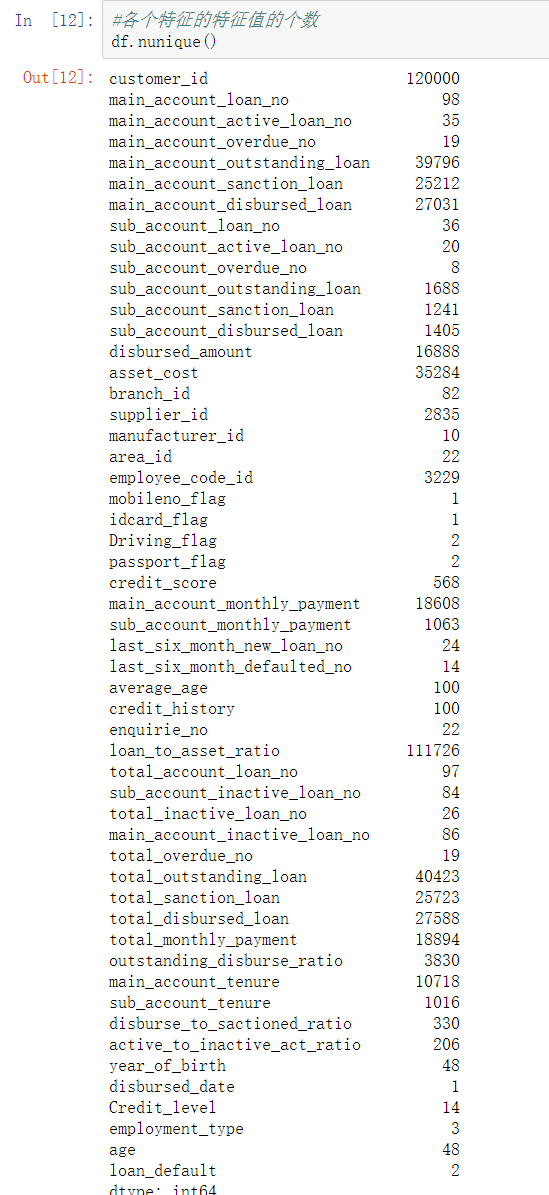 In [12]: #各个特征的特征值的个数
df.nunique()
Out[12]: customer_id 120000
main_account_loan_no 98
main_account_active_loan_no 35
main_account_overdue_no 19
main_account_outstanding_loan 39796
main_account_sanction_loan 25212
main_account_disbursed_loan 27031
sub_account_loan_no 36
sub_account_active_loan_no 20
sub_account_overdue_no 8
sub_account_outstanding_loan 1688
sub_account_sanction_loan 1241
sub_account_disbursed_loan 1405
disbursed_amount 16888
asset_cost 35284
branch_id 82
supplier_id 2835
manufacturer_id 10
area_id 22
employee_code_id 3229
mobileno_flag 1
idcard_flag 1
Driving_flag 2
passport_flag 2
credit_score 568
main_account_monthly_payment 18608
sub_account_monthly_payment 1063
last_six_month_new_loan_no 24
last_six_month_defaulted_no 14
average_age 100
credit_history 100
enquirie_no 22
loan_to_asset_ratio 111726
total_account_loan_no 97
sub_account_inactive_loan_no 84
total_inactive_loan_no 26
main_account_inactive_loan_no 86
total_overdue_no 19
total_outstanding_loan 40423
total_sanction_loan 25723
total_disbursed_loan 27588
total_monthly_payment 18894
outstanding_disburse_ratio 3830
main_account_tenure 10718
sub_account_tenure 1016
disburse_to_sactioned_ratio 330
active_to_inactive_act_ratio 206
year_of_birth 48
disbursed_date 1
Credit_level 14
employment_type 3
age 48
loan_default 2
dtype: int64